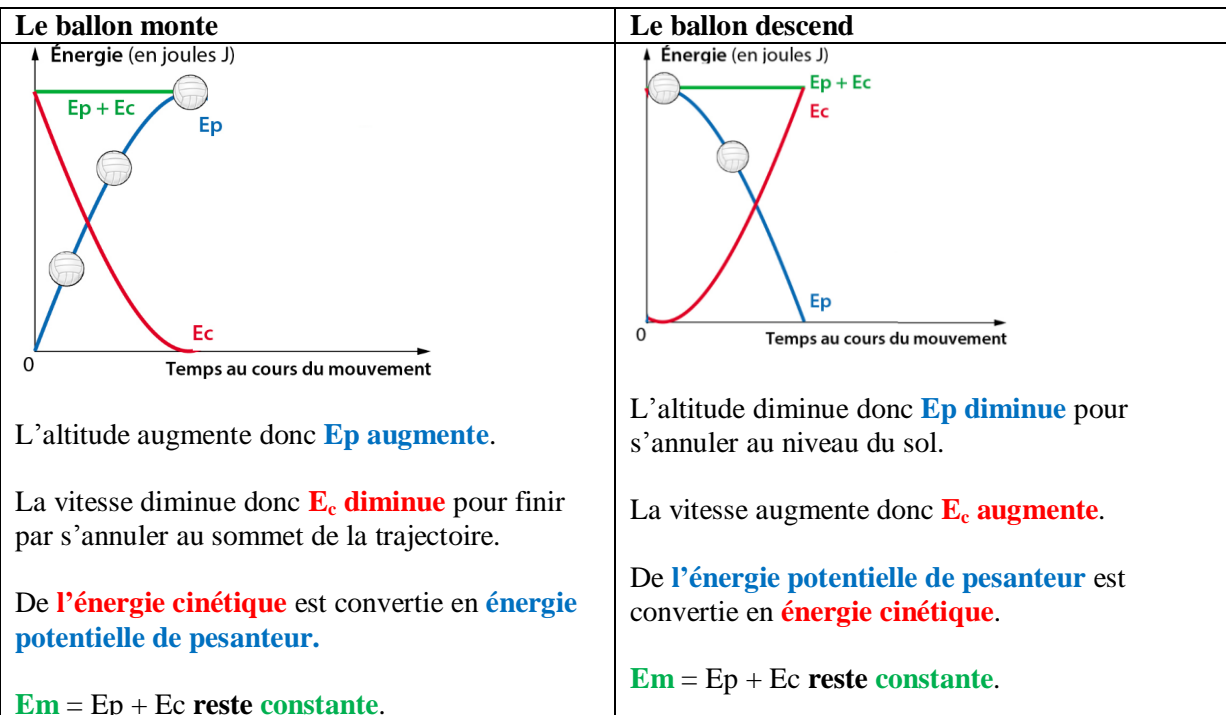 Le ballon monte
Énergie (en joules J)
Ep + Ec
Ep
Ec
0
Temps au cours du mouvement
L’altitude augmente donc Ep augmente.
La vitesse diminue donc Ec diminue pour finir
par s’annuler au sommet de la trajectoire.
De l’énergie cinétique est convertie en énergie
potentielle de pesanteur.
Em = Ep + Ec reste constante.
Le ballon descend
Énergie (en joules J)
Ep + Ec
Ec
Ep
0
Temps au cours du mouvement
L’altitude diminue donc Ep diminue pour
s’annuler au niveau du sol.
La vitesse augmente donc Ec augmente.
De l’énergie potentielle de pesanteur est
convertie en énergie cinétique.
Em = Ep + Ec reste constante.